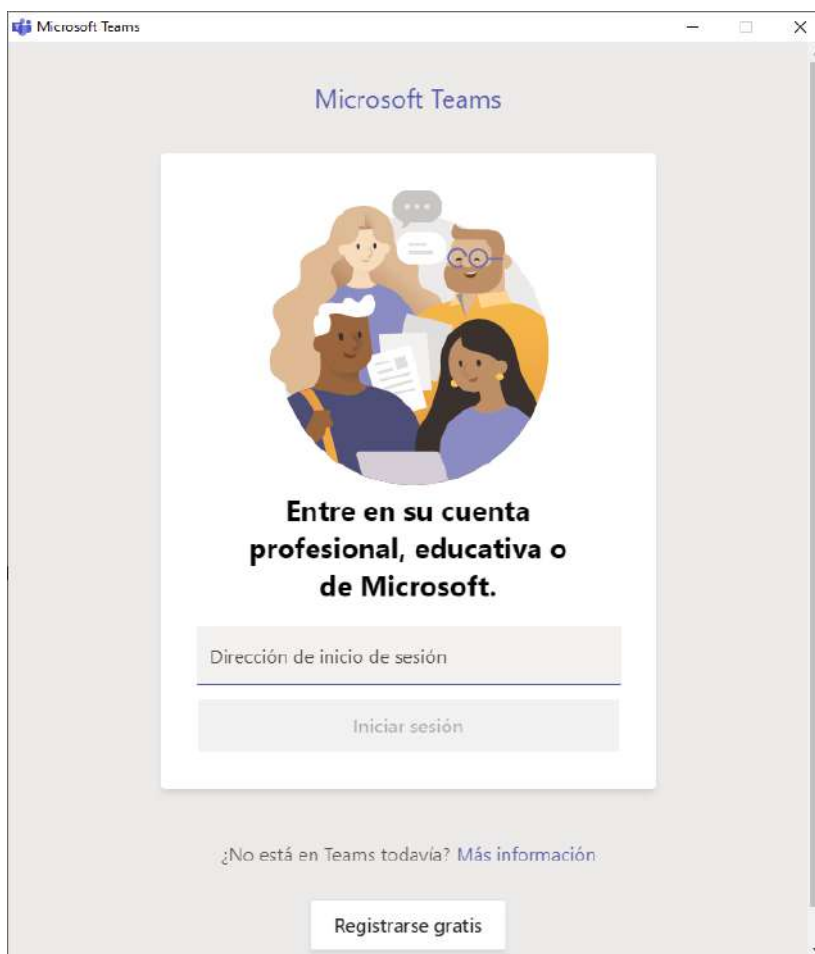 Microsoft Teams
Microsoft Teams
Entre en su cuenta
profesional, educativa o
de Microsoft.
Dirección de inicio de sesión
Iniciar sesión
¿No está en Teams todavía? Más información
Registrarse gratis